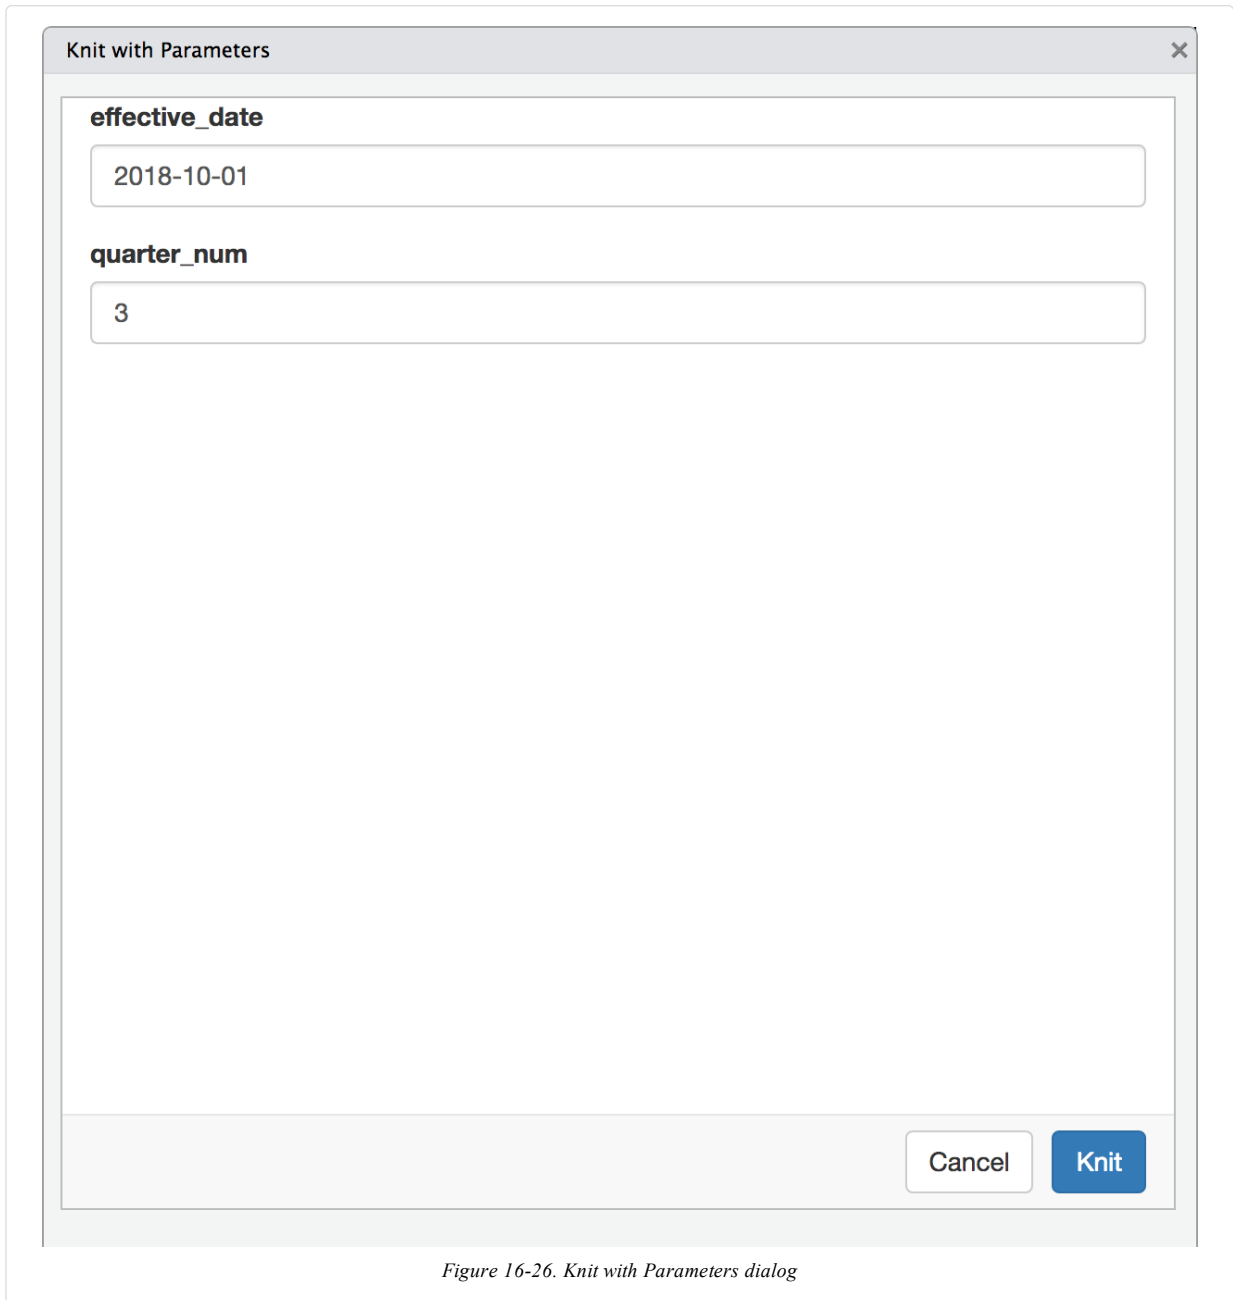 Knit with Parameters
effective_date
2018-10-01
quarter_num
3
Cancel Knit
Figure 16-26. Knit with Parameters dialog